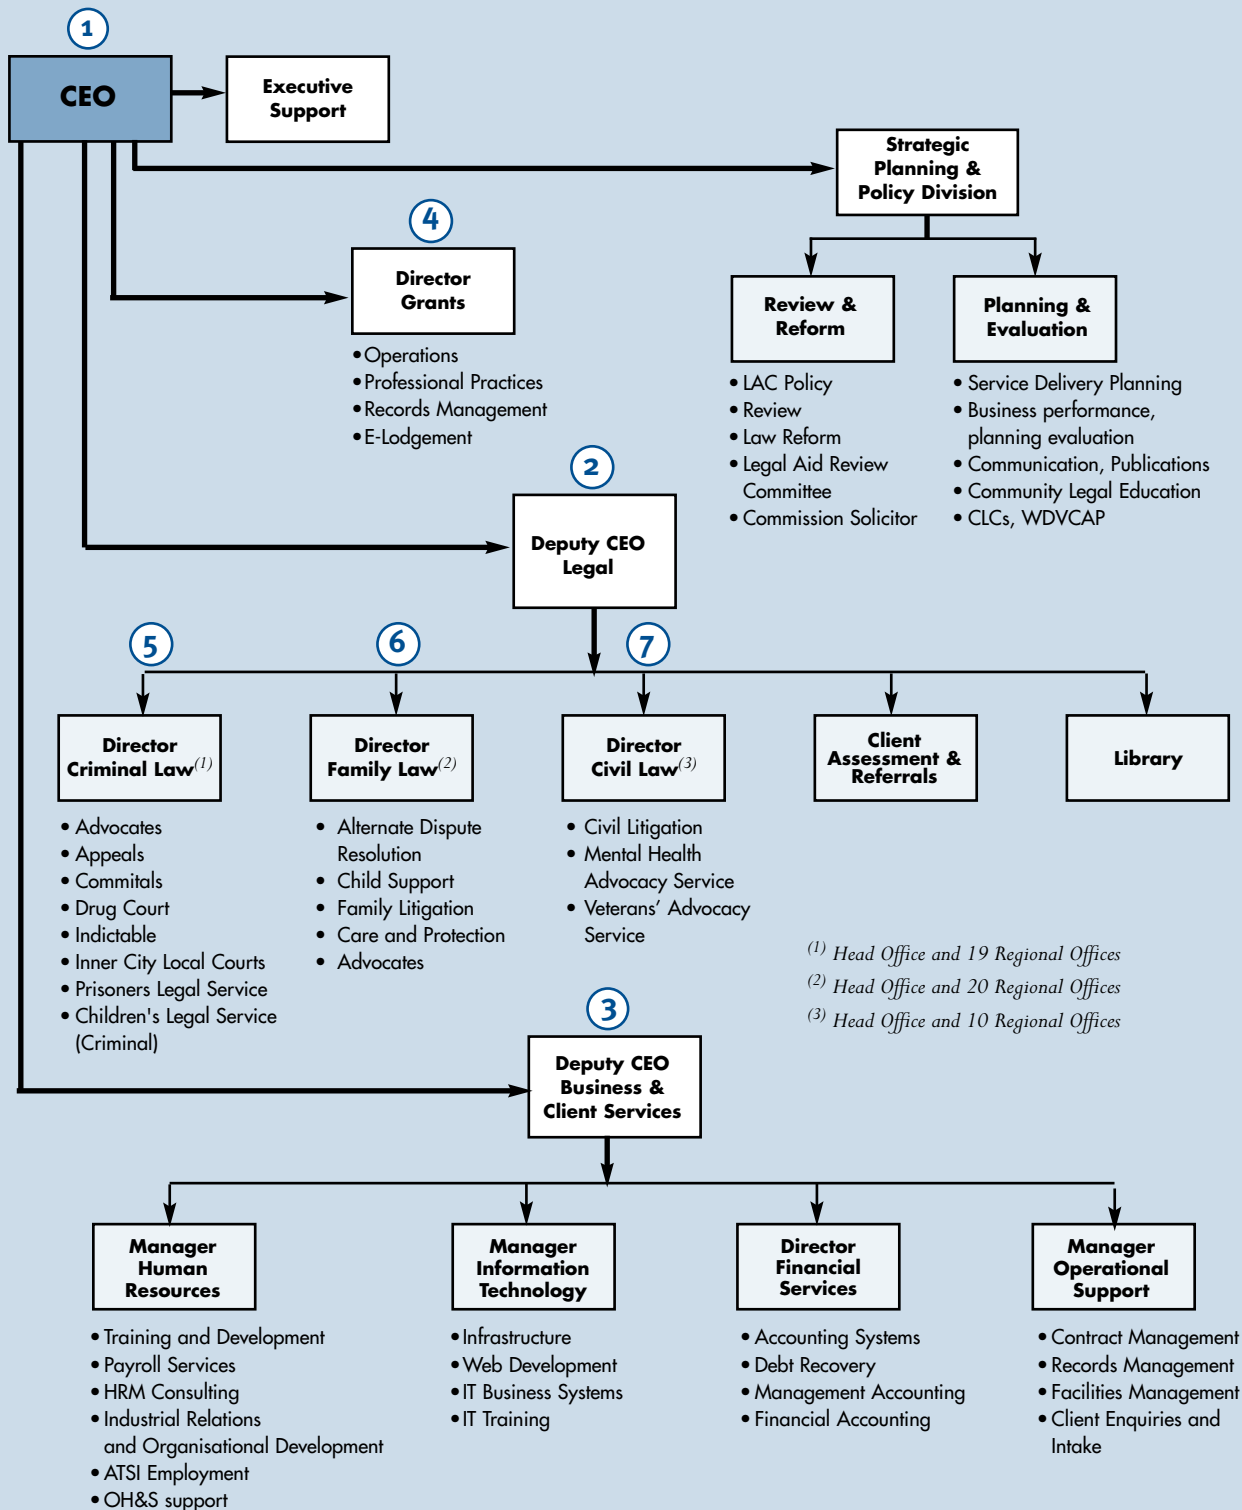 1
CEO
Executive
Support
Strategic
Planning &
Policy Division
4
Director
Grants
• Operations
• Professional Practices
• Records Management
• E-Lodgement
Review &
Reform
• LAC Policy
• Review
• Law Reform
• Legal Aid Review
Committee
• Commission Solicitor
Planning &
Evaluation
• Service Delivery Planning
• Business performance,
planning evaluation
• Communication, Publications
• Community Legal Education
• CLCs, WDVCAP
2
Deputy CEO
Legal
5
Director
Criminal Law(1)
• Advocates
• Appeals
• Commitals
• Drug Court
• Indictable
• Inner City Local Courts
• Prisoners Legal Service
• Children's Legal Service
(Criminal)
6
Director
Family Law(2)
• Alternate Dispute
Resolution
• Child Support
• Family Litigation
• Care and Protection
• Advocates
7
Director
Civil Law(3)
• Civil Litigation
• Mental Health
Advocacy Service
• Veterans’ Advocacy
Service
Client
Assessment &
Referrals
Library
(1) Head Office and 19 Regional Offices
(2) Head Office and 20 Regional Offices
(3) Head Office and 10 Regional Offices
3
Deputy CEO
Business &
Client Services
Manager
Human
Resources
• Training and Development
• Payroll Services
• HRM Consulting
• Industrial Relations
and Organisational Development
• ATSI Employment
• OH&S support
Manager
Information
Technology
• Infrastructure
• Web Development
• IT Business Systems
• IT Training
Director
Financial
Services
• Accounting Systems
• Debt Recovery
• Management Accounting
• Financial Accounting
Manager
Operational
Support
• Contract Management
• Records Management
• Facilities Management
• Client Enquiries and
Intake